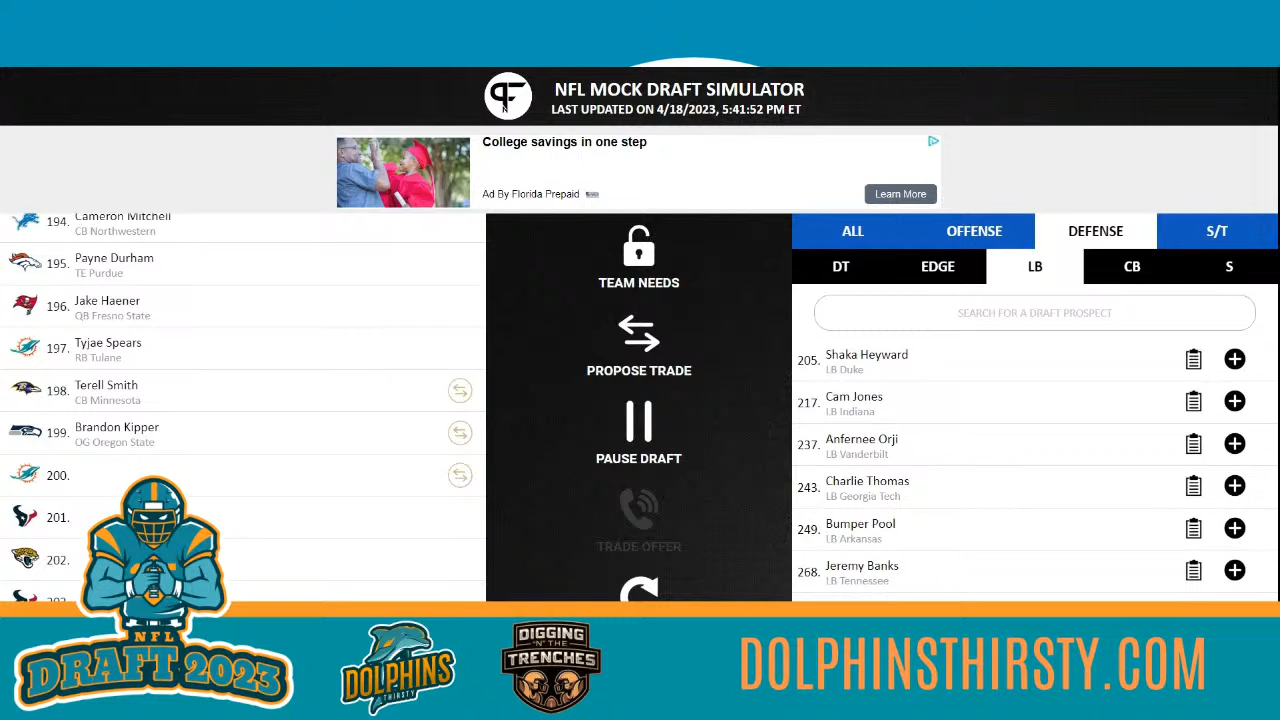 NFL MOCK DRAFT SIMULATOR
LAST UPDATED ON 4/18/2023, 5:41:52 PM ET
College savings in one step
Ad By Florida Prepaid
Learn More
194. Cameron Mitchell
CB Northwestern
195. Payne Durham
TE Purdue
196. Jake Haener
QB Fresno State
197. Tyjae Spears
RB Tulane
198. Terell Smith
CB Minnesota
199. Brandon Kipper
OG Oregon State
200.
201.
202.
TEAM NEEDS
PROPOSE TRADE
PAUSE DRAFT
TRADE OFFER
ALL OFFENSE DEFENSE S/T
DT EDGE LB CB S
SEARCH FOR A DRAFT PROSPECT
205. Shaka Heyward
LB Duke
217. Cam Jones
LB Indiana
237. Anfernee Orji
LB Vanderbilt
243. Charlie Thomas
LB Georgia Tech
249. Bumper Pool
LB Arkansas
268. Jeremy Banks
LB Tennessee
NFL
DRAFT 2023
DOLPHINS
THIRSTY
DIGGING
"N" THE
TRENCHES
DOLPHINSTHIRSTY.COM